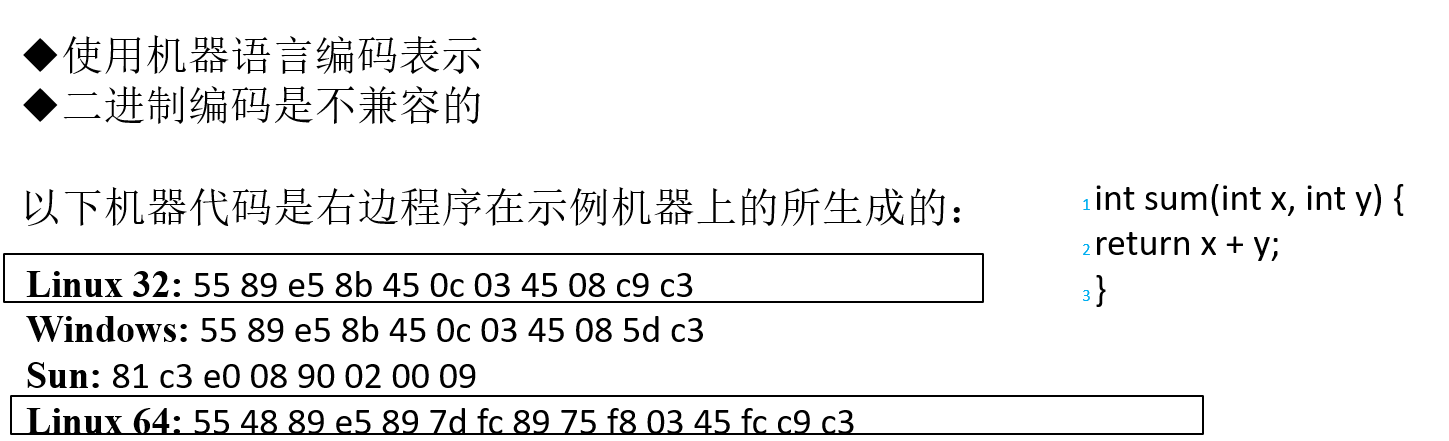 ◆使用机器语言编码表示
◆二进制编码是不兼容的
以下机器代码是右边程序在示例机器上的所生成的：
1 int sum(int x, int y) {
2 return x + y;
3 }
Linux 32: 55 89 e5 8b 45 0c 03 45 08 c9 c3
Windows: 55 89 e5 8b 45 0c 03 45 08 5d c3
Sun: 81 c3 e0 08 90 02 00 09
Linux 64: 55 48 89 e5 89 7d fc 89 75 f8 03 45 fc c9 c3